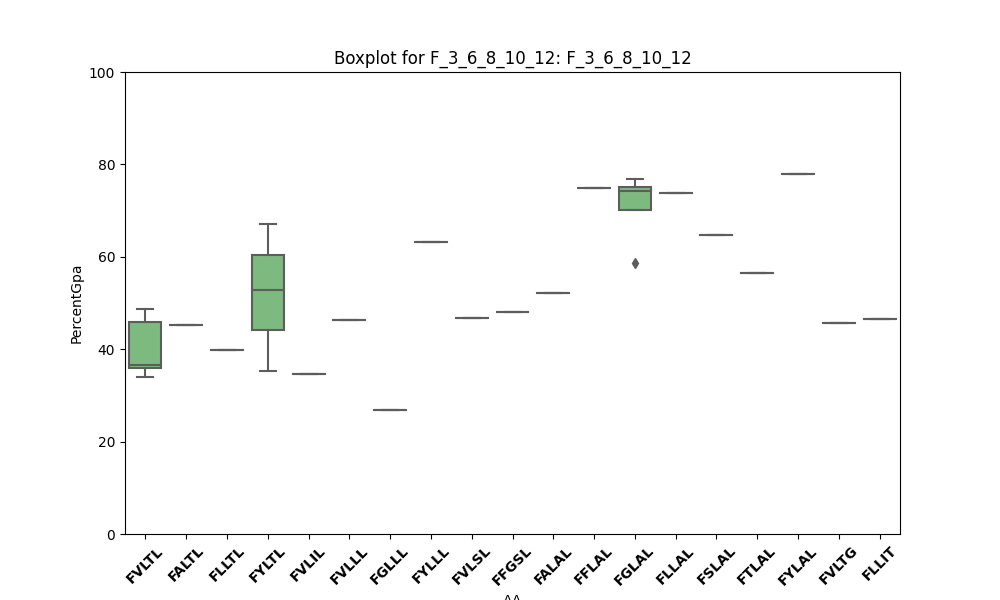 Boxplot for F_3_6_8_10_12: F_3_6_8_10_12
PercentGpa
100
80
60
40
20
0
FVLTL FALTL FLLTL FYLTL FVLIL FVLLL FGLLL FYLLL FVLSL FFGSL FALAL FFLAL FGLAL FLLAL FSLAL FTLAL FYLAL FVLTG FLLIT
AA